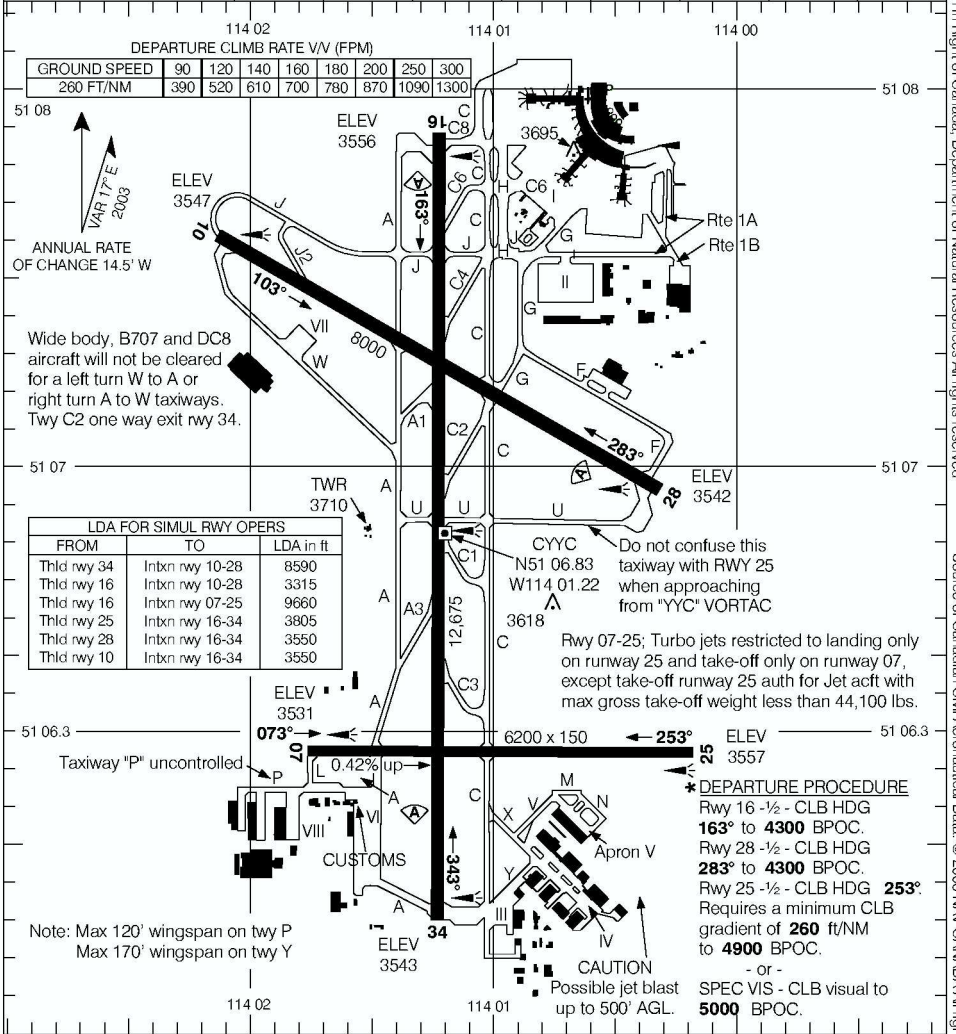 114 02
114 01
114 00
DEPARTURE CLIMB RATE V/V (FPM)
GROUND SPEED 90 120 140 160 180 200 250 300
260 FT/NM 390 520 610 700 780 870 1090 1300
51 08
51 08
VAR 17° E
2003
ANNUAL RATE
OF CHANGE 14.5' W
ELEV
3556
16
C
C8
3695
ELEV
3547
10
J
A
A
163°
C6
C
H
C6
I
C
J
G
Rte 1A
Rte 1B
J2
103°
J
J
C4
II
VII
8000
W
C
G
Wide body, B707 and DC8
aircraft will not be cleared
for a left turn W to A or
right turn A to W taxiways.
Twy C2 one way exit rwy 34.
F
G
A1
C2
C
283°
F
A
28
51 07
51 07
ELEV
3542
TWR
3710
A
U
U
U
LDA FOR SIMUL RWY OPERS
FROM TO LDA in ft
Thld rwy 34 Intxn rwy 10-28 8590
Thld rwy 16 Intxn rwy 10-28 3315
Thld rwy 16 Intxn rwy 07-25 9660
Thld rwy 25 Intxn rwy 16-34 3805
Thld rwy 28 Intxn rwy 16-34 3550
Thld rwy 10 Intxn rwy 16-34 3550
CYYC
N51 06.83
W114 01.22
3618
C1
Do not confuse this
taxiway with RWY 25
when approaching
from "YYC" VORTAC
A
A3
12,675
C
C3
Rwy 07-25; Turbo jets restricted to landing only
on runway 25 and take-off only on runway 07,
except take-off runway 25 auth for Jet acft with
max gross take-off weight less than 44,100 lbs.
ELEV
3531
A
51 06.3
51 06.3
073°
07
6200 x 150
253°
25
ELEV
3557
Taxiway "P" uncontrolled
P
L
0.42% up
A
A
VI
VIII
CUSTOMS
C
X
V
M
N
Apron V
Y
343°
A
34
III
IV
ELEV
3543
Note: Max 120' wingspan on twy P
Max 170' wingspan on twy Y
CAUTION
Possible jet blast
up to 500' AGL.
* DEPARTURE PROCEDURE
Rwy 16 -½ - CLB HDG
163° to 4300 BPOC.
Rwy 28 -½ - CLB HDG
283° to 4300 BPOC.
Rwy 25 -½ - CLB HDG 253°.
Requires a minimum CLB
gradient of 260 ft/NM
to 4900 BPOC.
- or -
SPEC VIS - CLB visual to
5000 BPOC.
114 02
114 01